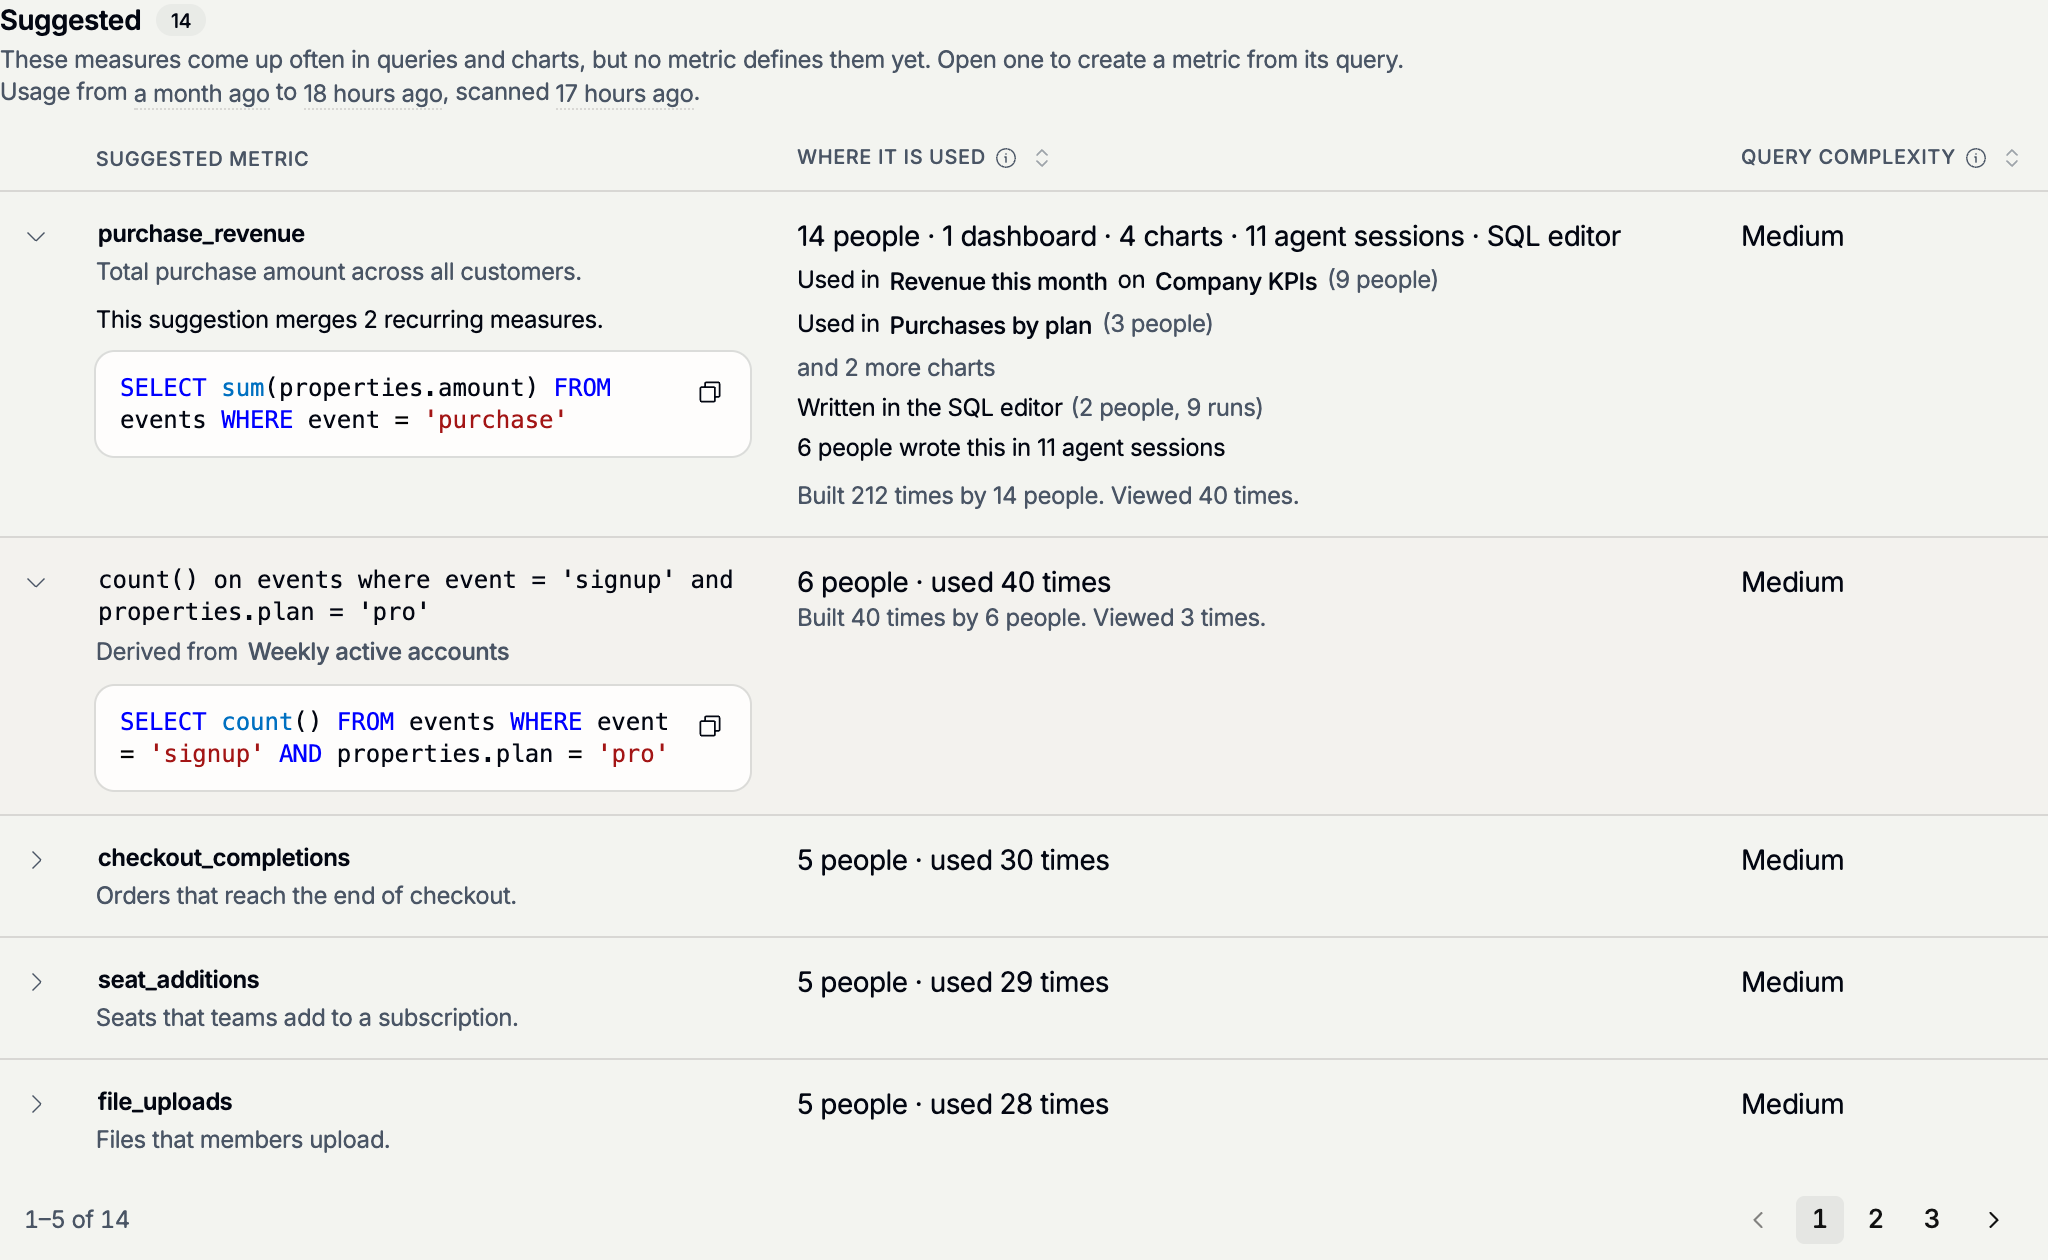 Suggested 14
These measures come up often in queries and charts, but no metric defines them yet. Open one to create a metric from its query.
Usage from a month ago to 18 hours ago, scanned 17 hours ago.
SUGGESTED METRIC WHERE IT IS USED QUERY COMPLEXITY
purchase_revenue
Total purchase amount across all customers.
This suggestion merges 2 recurring measures.
SELECT sum(properties.amount) FROM
events WHERE event = 'purchase'
14 people · 1 dashboard · 4 charts · 11 agent sessions · SQL editor
Used in Revenue this month on Company KPIs (9 people)
Used in Purchases by plan (3 people)
and 2 more charts
Written in the SQL editor (2 people, 9 runs)
6 people wrote this in 11 agent sessions
Built 212 times by 14 people. Viewed 40 times.
Medium
count() on events where event = 'signup' and
properties.plan = 'pro'
Derived from Weekly active accounts
SELECT count() FROM events WHERE event
= 'signup' AND properties.plan = 'pro'
6 people · used 40 times
Built 40 times by 6 people. Viewed 3 times.
Medium
checkout_completions
Orders that reach the end of checkout.
5 people · used 30 times
Medium
seat_additions
Seats that teams add to a subscription.
5 people · used 29 times
Medium
file_uploads
Files that members upload.
5 people · used 28 times
Medium
1–5 of 14
1 2 3